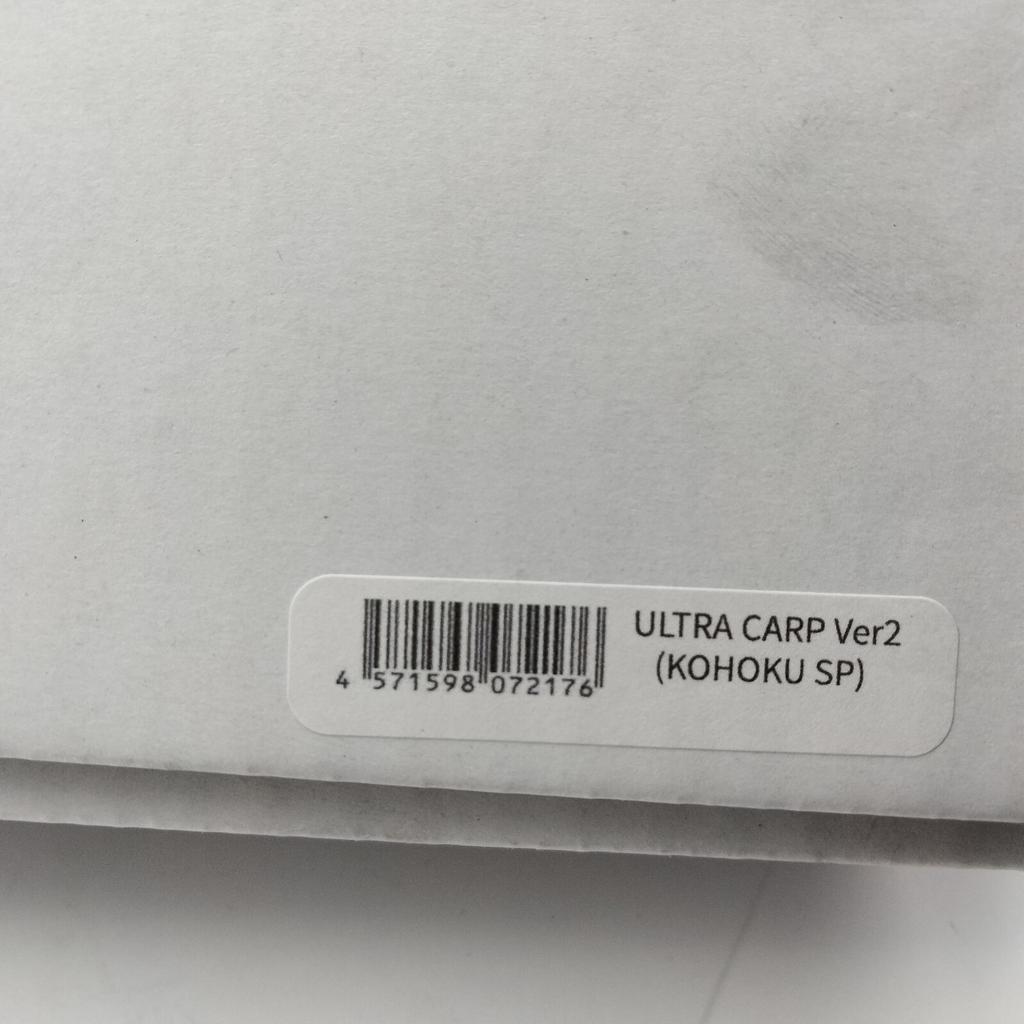 ULTRA CARP Ver2
(KOHOKU SP)
4 571598 072176